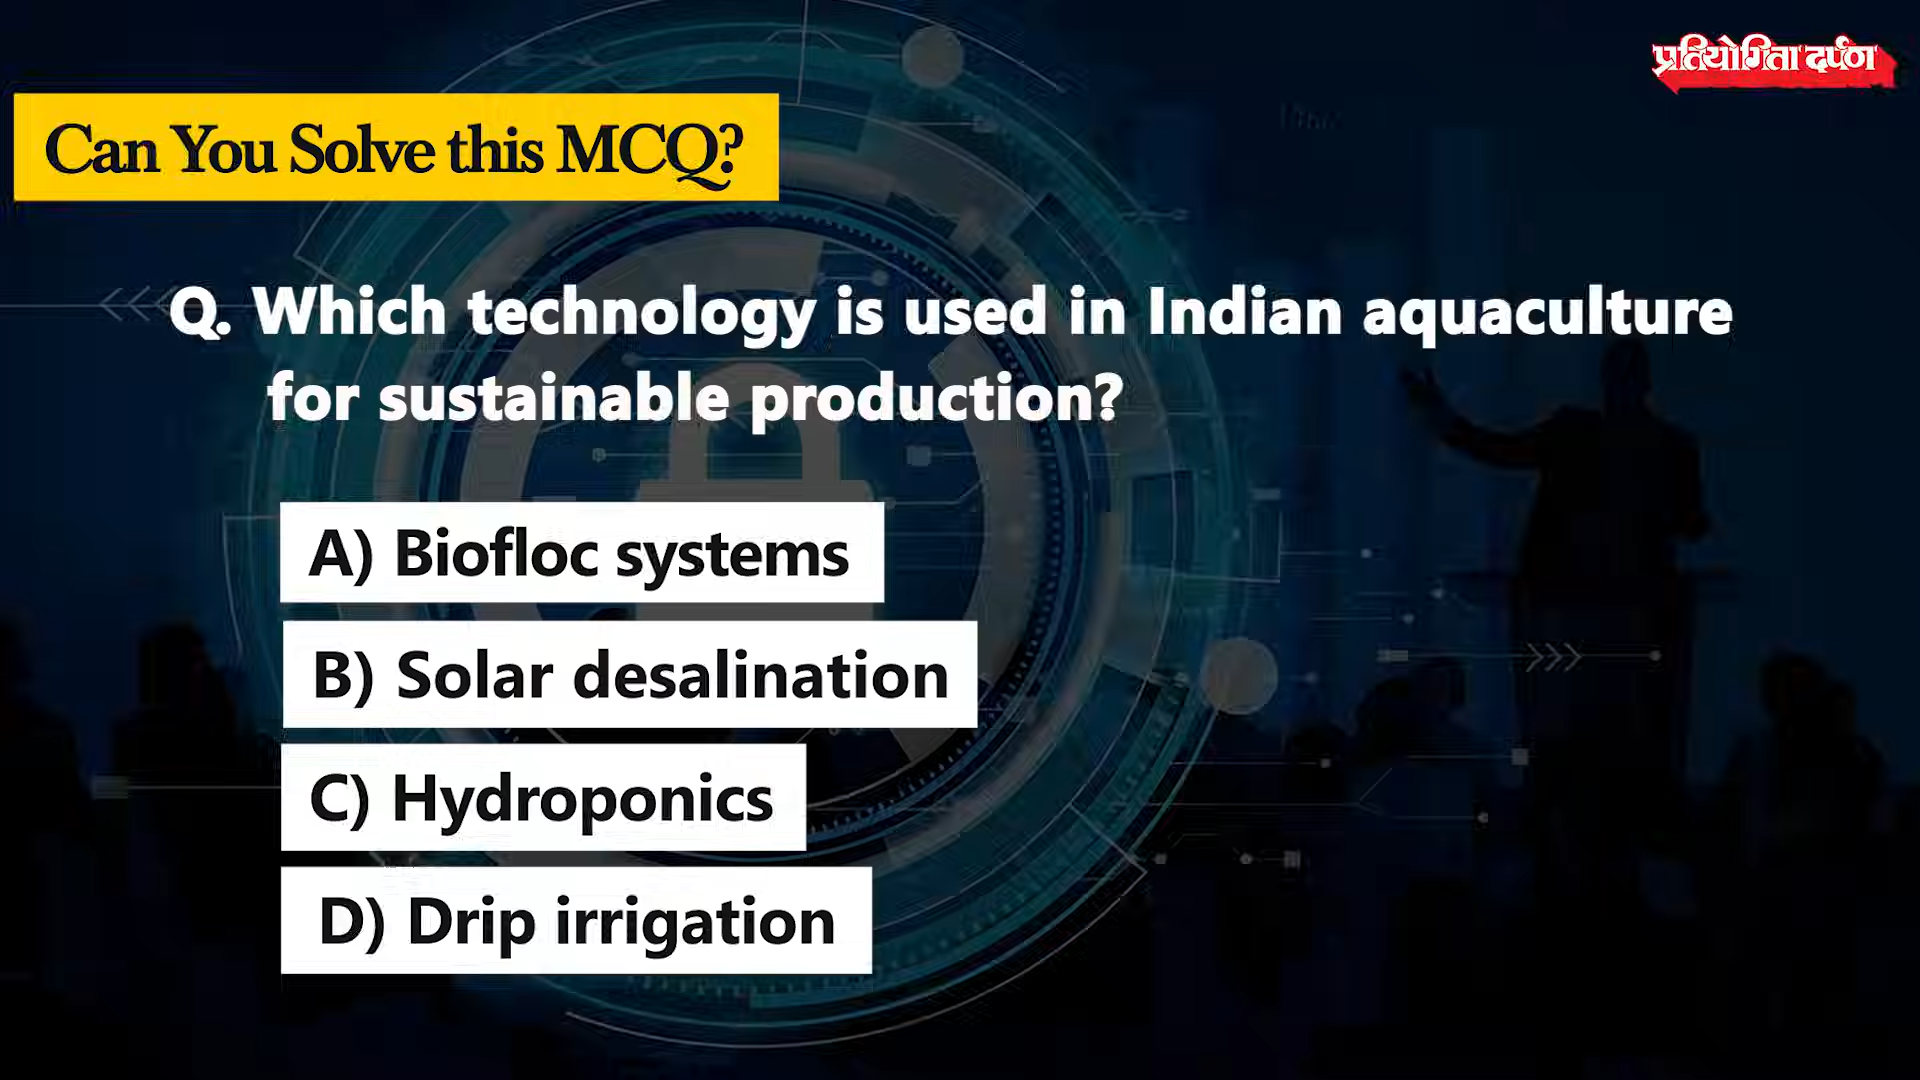 प्रतियोगिता दर्पण
Can You Solve this MCQ?
Q. Which technology is used in Indian aquaculture
for sustainable production?
A) Biofloc systems
B) Solar desalination
C) Hydroponics
D) Drip irrigation